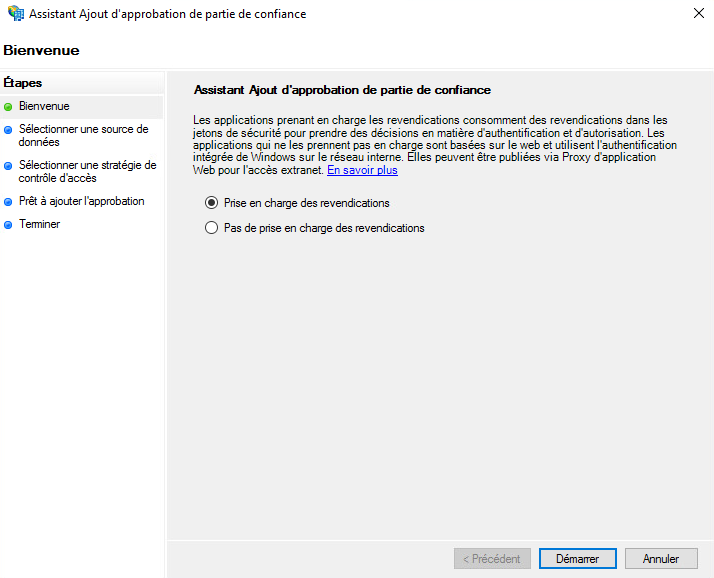 Assistant Ajout d'approbation de partie de confiance
Bienvenue
Étapes
Bienvenue
Sélectionner une source de
données
Sélectionner une stratégie de
contrôle d'accès
Prêt à ajouter l'approbation
Terminer
Assistant Ajout d'approbation de partie de confiance
Les applications prenant en charge les revendications consomment des revendications dans les
jetons de sécurité pour prendre des décisions en matière d'authentification et d'autorisation. Les
applications qui ne les prennent pas en charge sont basées sur le web et utilisent l'authentification
intégrée de Windows sur le réseau interne. Elles peuvent être publiées via Proxy d'application
Web pour l'accès extranet. En savoir plus
Prise en charge des revendications
Pas de prise en charge des revendications
< Précédent
Démarrer
Annuler